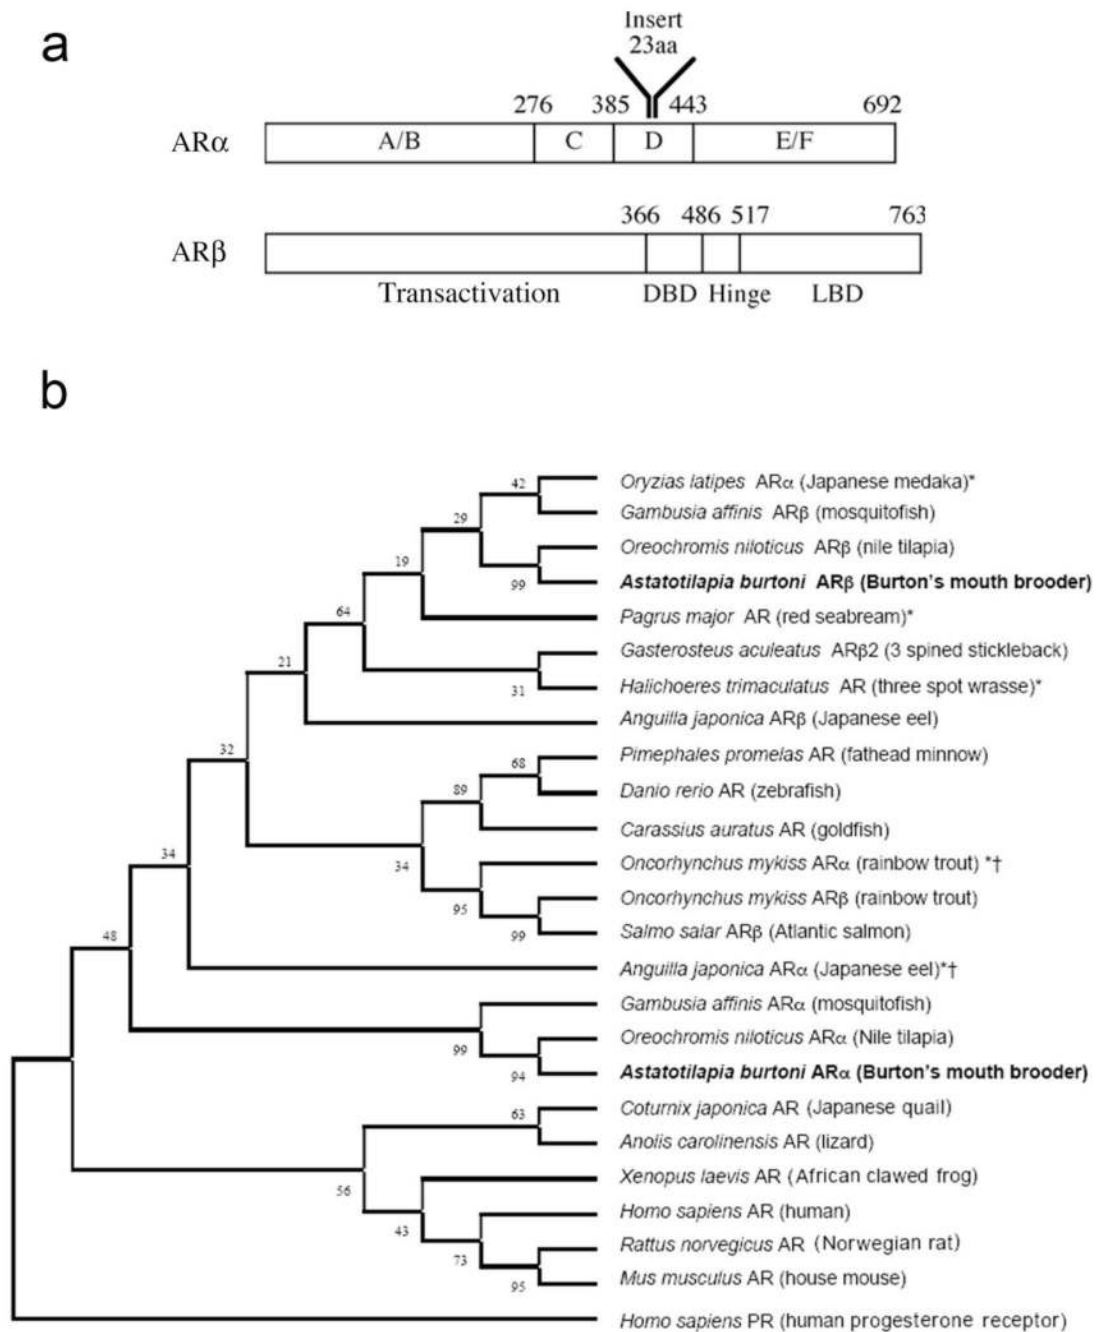 a
Insert
23aa
276 385 443 692
ARα A/B C D E/F
366 486 517 763
ARβ
Transactivation DBD Hinge LBD
b
42 Oryzias latipes ARα (Japanese medaka)*
Gambusia affinis ARβ (mosquitofish)
29
Oreochromis niloticus ARβ (nile tilapia)
19
99 Astatotilapia burtoni ARβ (Burton's mouth brooder)
64 Pagrus major AR (red seabream)*
Gasterosteus aculeatus ARβ2 (3 spined stickleback)
21
31 Halichoeres trimaculatus AR (three spot wrasse)*
Anguilla japonica ARβ (Japanese eel)
32
68 Pimephales promelas AR (fathead minnow)
89 Danio rerio AR (zebrafish)
Carassius auratus AR (goldfish)
34
34 Oncorhynchus mykiss ARα (rainbow trout) *†
95 Oncorhynchus mykiss ARβ (rainbow trout)
99 Salmo salar ARβ (Atlantic salmon)
48
Anguilla japonica ARα (Japanese eel)*†
Gambusia affinis ARα (mosquitofish)
99 Oreochromis niloticus ARα (Nile tilapia)
94 Astatotilapia burtoni ARα (Burton's mouth brooder)
63 Coturnix japonica AR (Japanese quail)
Anolis carolinensis AR (lizard)
56 Xenopus laevis AR (African clawed frog)
43 Homo sapiens AR (human)
73 Rattus norvegicus AR (Norwegian rat)
95 Mus musculus AR (house mouse)
Homo sapiens PR (human progesterone receptor)